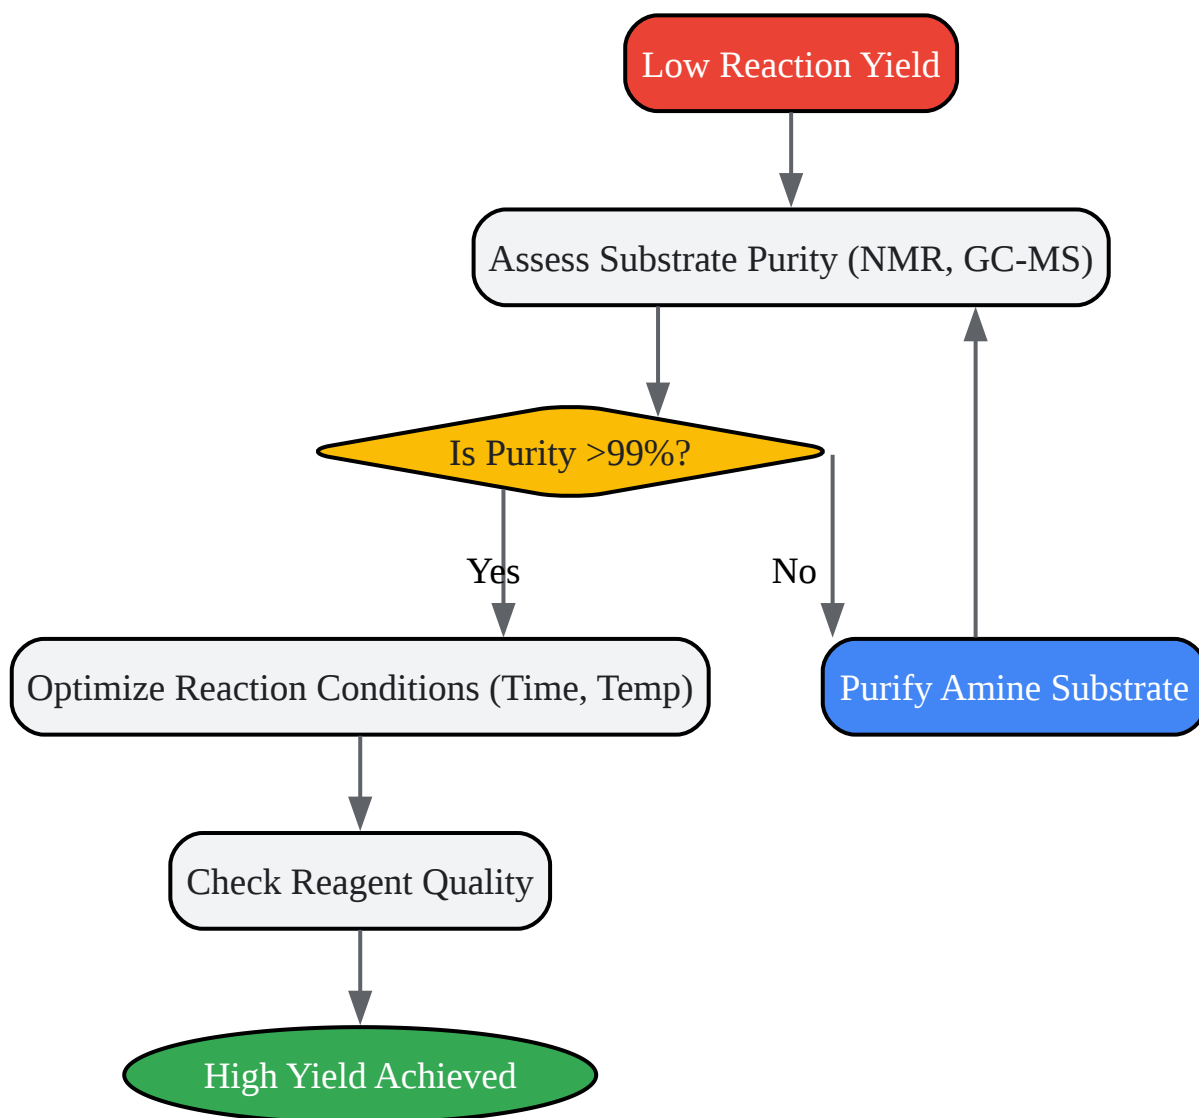 Low Reaction Yield
Assess Substrate Purity (NMR, GC-MS)
Is Purity >99%?
Yes
No
Optimize Reaction Conditions (Time, Temp)
Purify Amine Substrate
Check Reagent Quality
High Yield Achieved